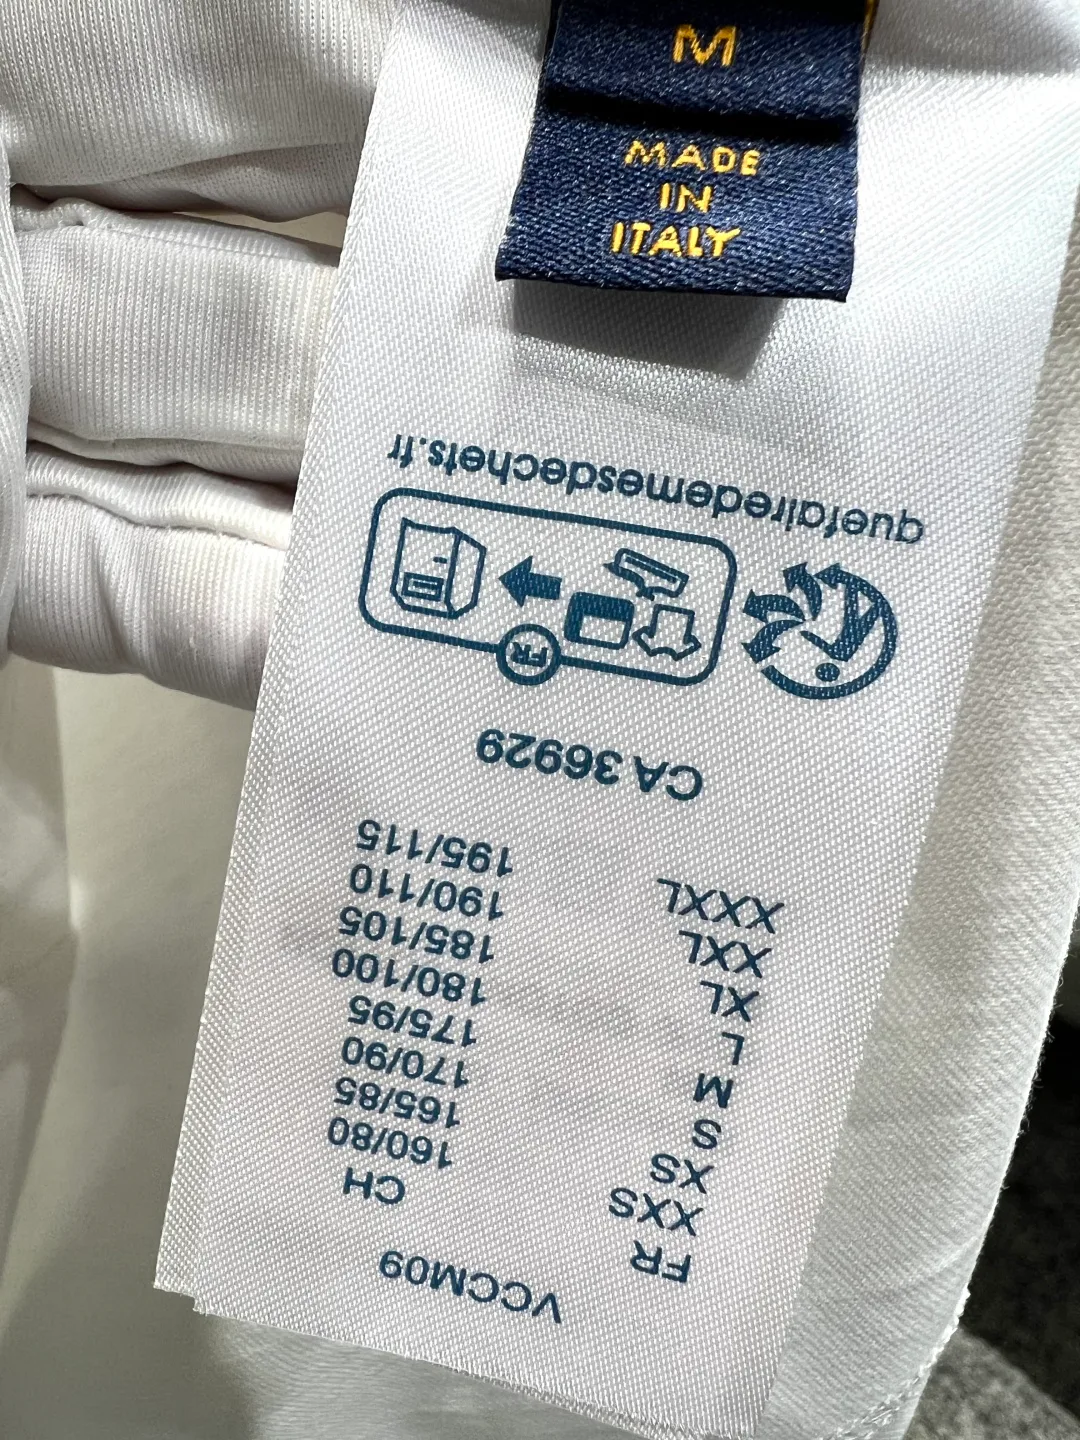 M
MADE
IN
ITALY
VCCM09
FR CH
XXS 160/80
XS 165/85
S 170/90
M 175/95
L 180/100
XL 185/105
XXL 190/110
XXXL 195/115
CA 36929
FR
quefairedemesdechets.fr